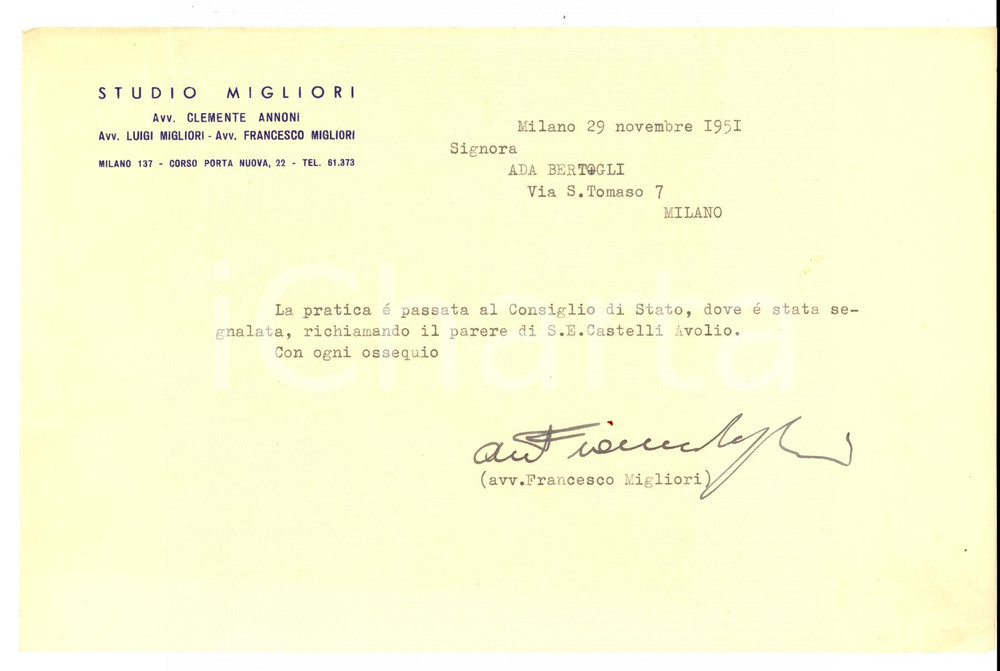 STUDIO MIGLIORI
Avv. CLEMENTE ANNONI
Avv. LUIGI MIGLIORI - Avv. FRANCESCO MIGLIORI
MILANO 137 - CORSO PORTA NUOVA, 22 - TEL. 61.373
Milano 29 novembre I95I
Signora
ADA BERTOGLI
Via S.Tomaso 7
MILANO
La pratica é passata al Consiglio di Stato, dove é stata se-
gnalata, richiamando il parere di S.E.Castelli Avolio.
Con ogni ossequio
(avv.Francesco Migliori)
iCharta